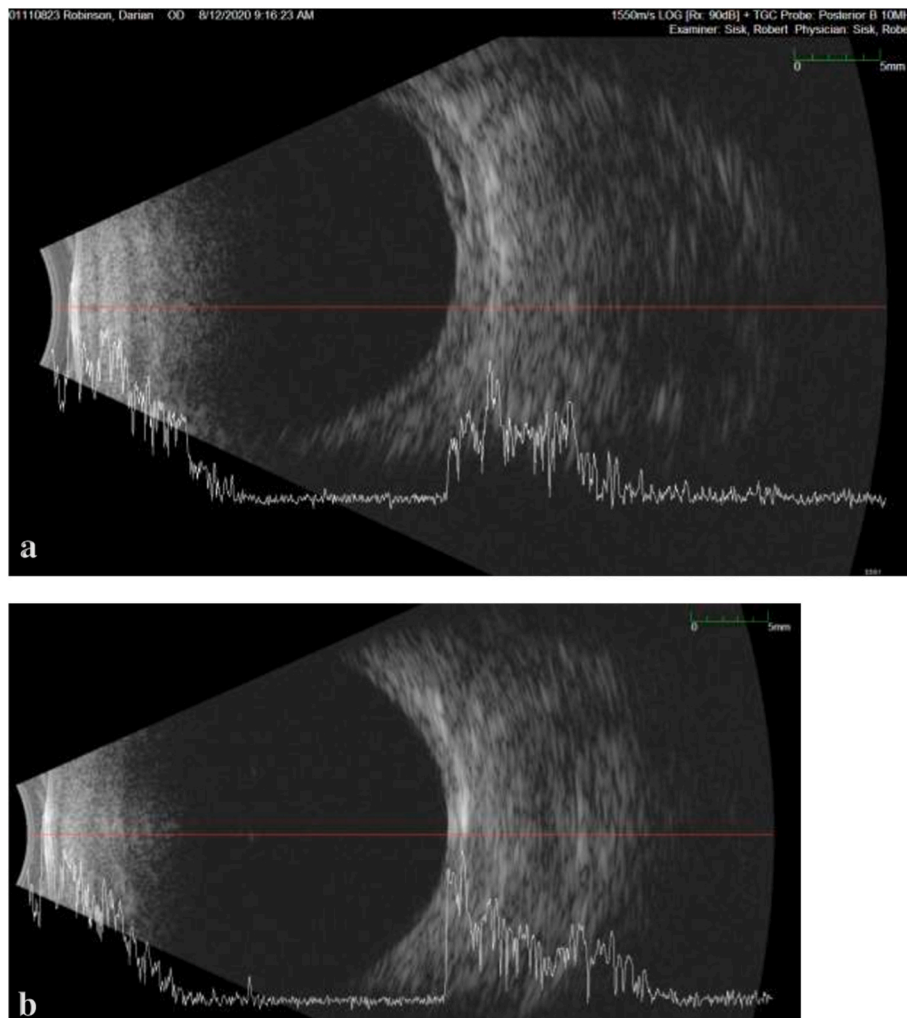 01110823 Robinson, Darian OD 8/12/2020 9:16:23 AM
1550m/s LOG [Rx: 90dB] + TGC Probe: Posterior B 10MH
Examiner: Sisk, Robert Physician: Sisk, Robe
0 5mm
a
0 5mm
b